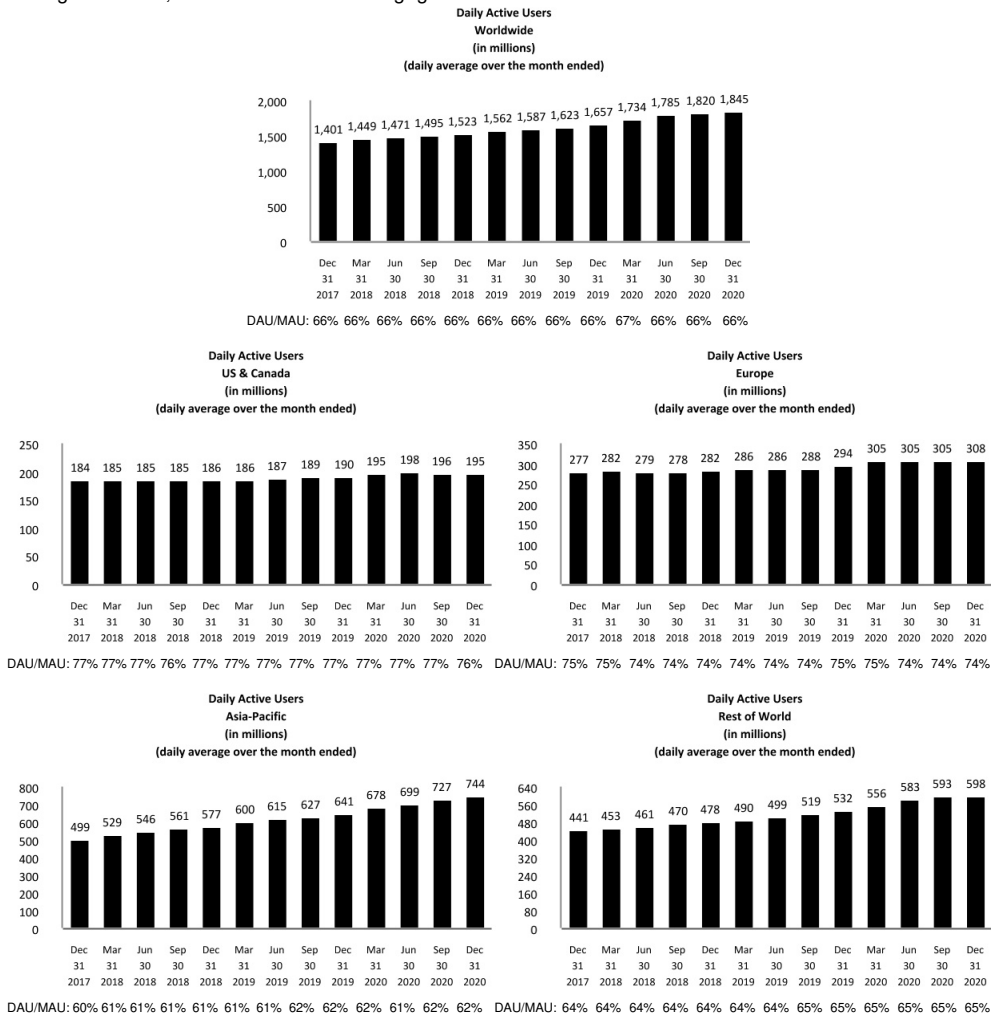 Daily Active Users
Worldwide
(in millions)
(daily average over the month ended)
2,000
1,500
1,000
500
0
1,401 1,449 1,471 1,495 1,523 1,562 1,587 1,623 1,657 1,734 1,785 1,820 1,845
Dec Mar Jun Sep Dec Mar Jun Sep Dec Mar Jun Sep Dec
31 31 30 30 31 31 30 30 31 31 30 30 31
2017 2018 2018 2018 2018 2019 2019 2019 2019 2020 2020 2020 2020
DAU/MAU: 66% 66% 66% 66% 66% 66% 66% 66% 66% 67% 66% 66% 66%
Daily Active Users
US & Canada
(in millions)
(daily average over the month ended)
250
200
150
100
50
0
184 185 185 185 186 186 187 189 190 195 198 196 195
Dec Mar Jun Sep Dec Mar Jun Sep Dec Mar Jun Sep Dec
31 31 30 30 31 31 30 30 31 31 30 30 31
2017 2018 2018 2018 2018 2019 2019 2019 2019 2020 2020 2020 2020
DAU/MAU: 77% 77% 77% 76% 77% 77% 77% 77% 77% 77% 77% 77% 76%
Daily Active Users
Europe
(in millions)
(daily average over the month ended)
350
300
250
200
150
100
50
0
277 282 279 278 282 286 286 288 294 305 305 305 308
Dec Mar Jun Sep Dec Mar Jun Sep Dec Mar Jun Sep Dec
31 31 30 30 31 31 30 30 31 31 30 30 31
2017 2018 2018 2018 2018 2019 2019 2019 2019 2020 2020 2020 2020
DAU/MAU: 75% 75% 74% 74% 74% 74% 74% 74% 75% 75% 74% 74% 74%
Daily Active Users
Asia-Pacific
(in millions)
(daily average over the month ended)
800
700
600
500
400
300
200
100
0
499 529 546 561 577 600 615 627 641 678 699 727 744
Dec Mar Jun Sep Dec Mar Jun Sep Dec Mar Jun Sep Dec
31 31 30 30 31 31 30 30 31 31 30 30 31
2017 2018 2018 2018 2018 2019 2019 2019 2019 2020 2020 2020 2020
DAU/MAU: 60% 61% 61% 61% 61% 61% 61% 62% 62% 62% 61% 62% 62%
Daily Active Users
Rest of World
(in millions)
(daily average over the month ended)
640
560
480
400
320
240
160
80
0
441 453 461 470 478 490 499 519 532 556 583 593 598
Dec Mar Jun Sep Dec Mar Jun Sep Dec Mar Jun Sep Dec
31 31 30 30 31 31 30 30 31 31 30 30 31
2017 2018 2018 2018 2018 2019 2019 2019 2019 2020 2020 2020 2020
DAU/MAU: 64% 64% 64% 64% 64% 64% 64% 65% 65% 65% 65% 65% 65%